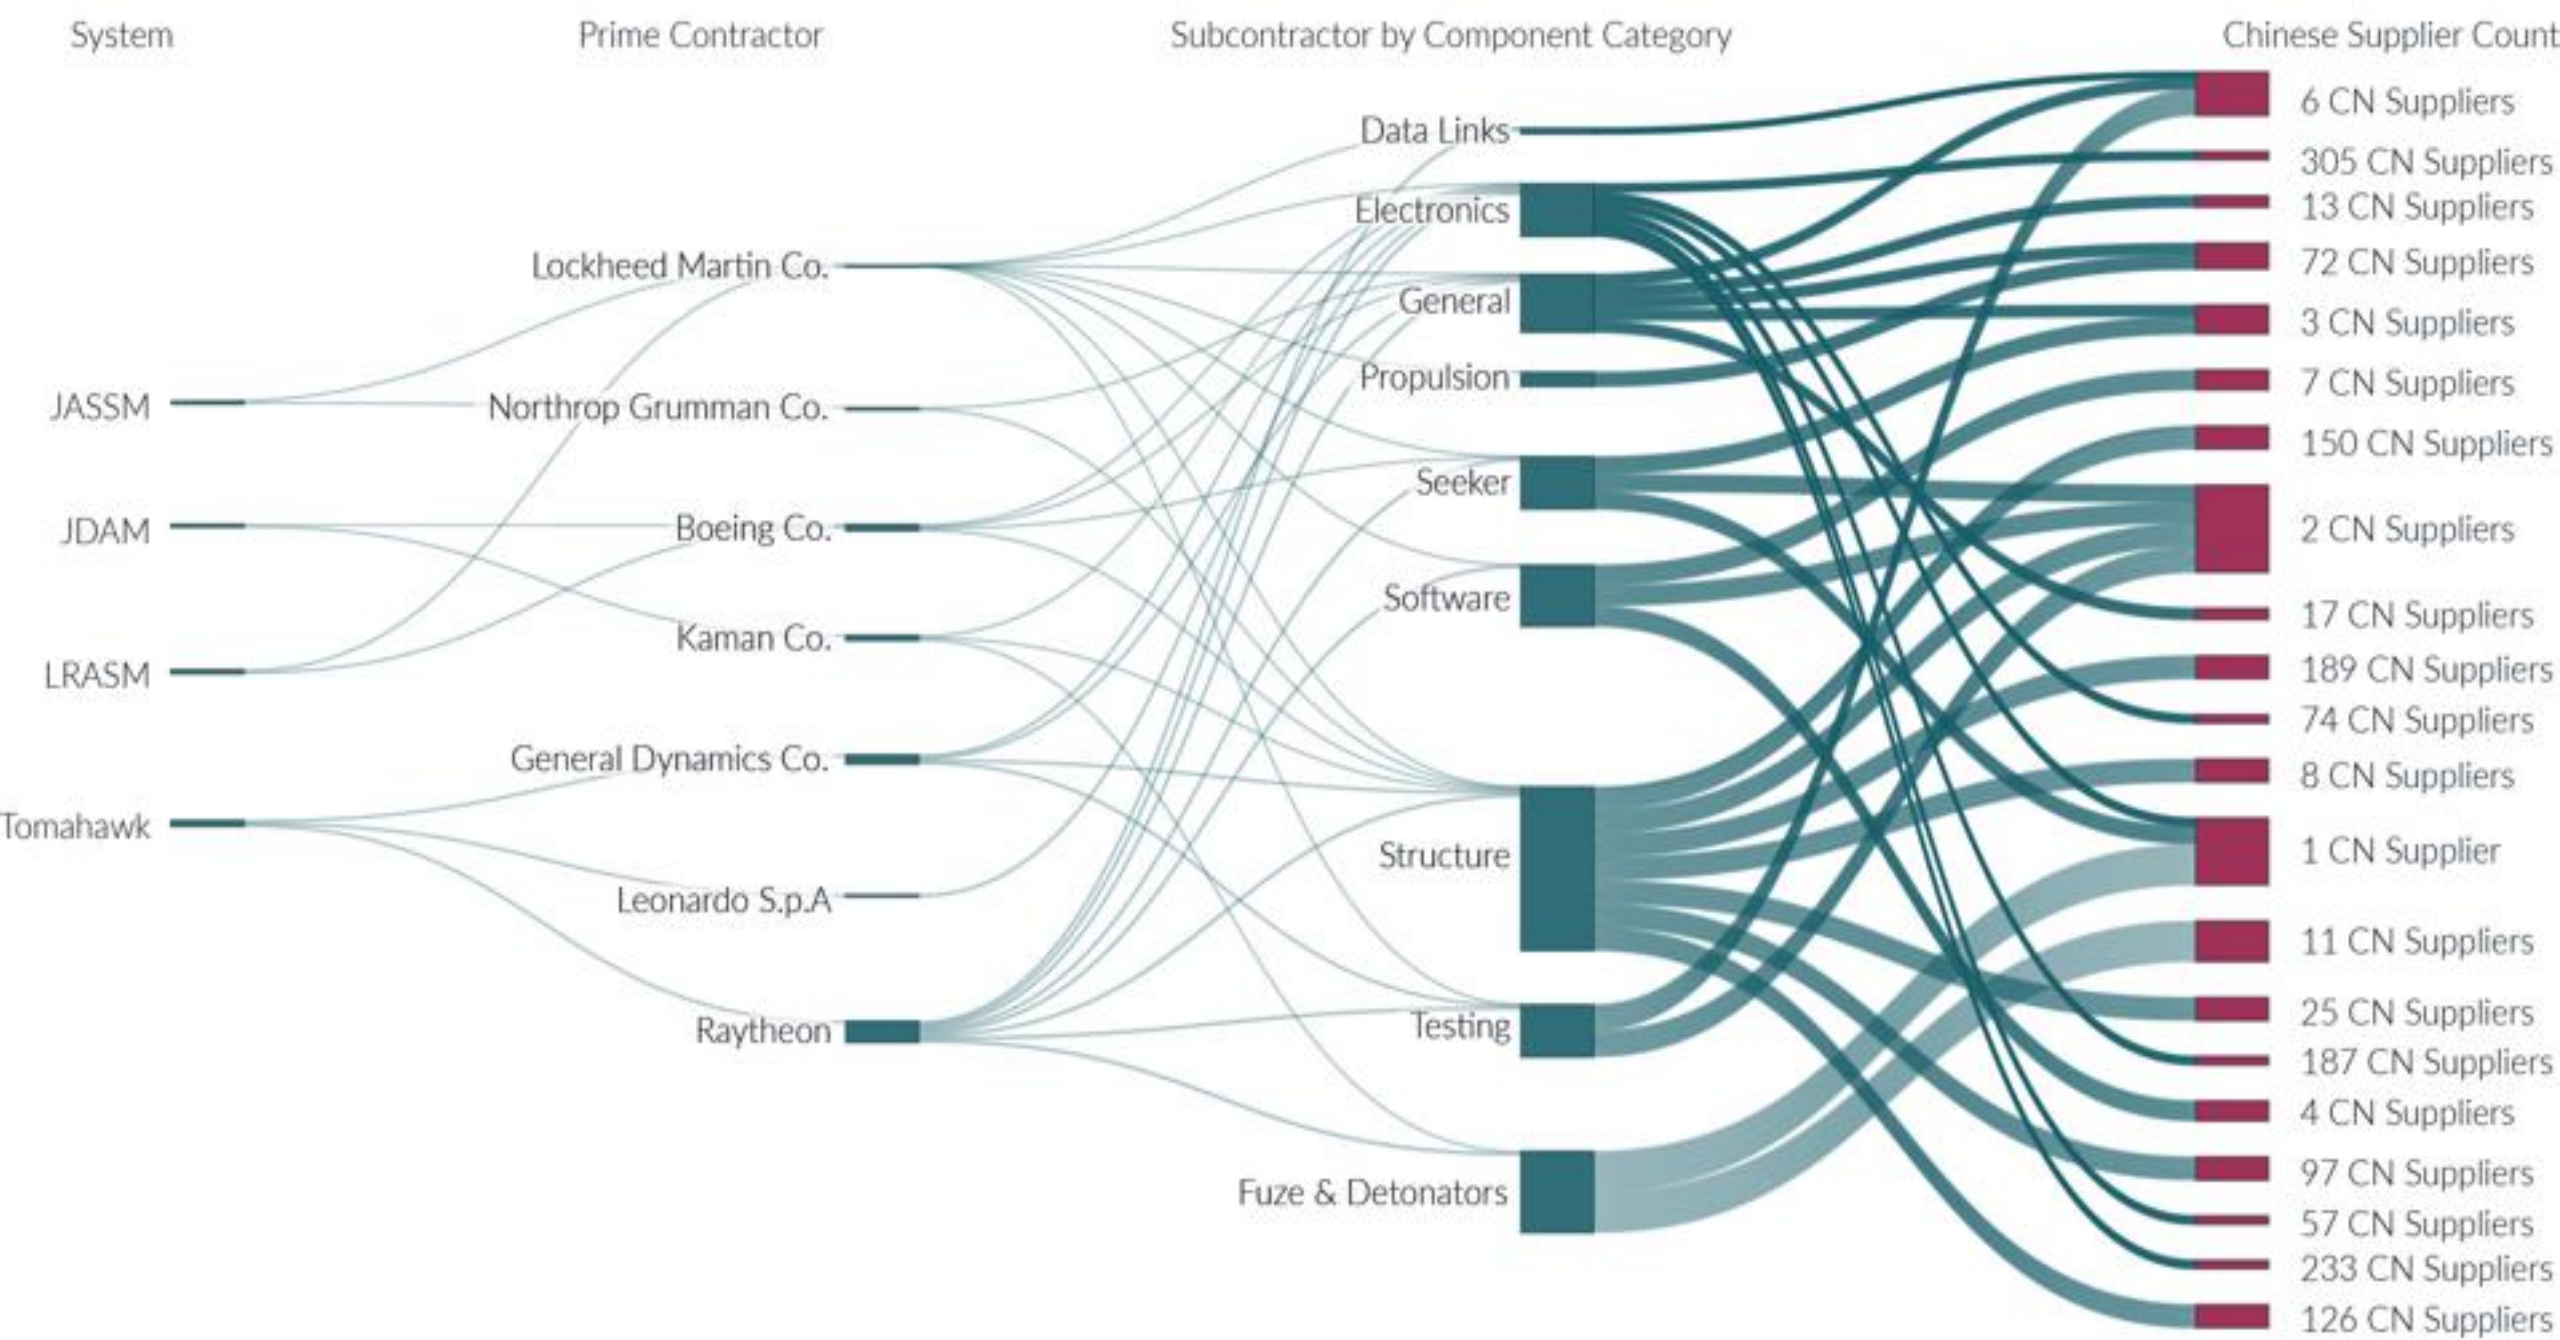 System
Prime Contractor
Subcontractor by Component Category
Chinese Supplier Count
JASSM
JDAM
LRASM
Tomahawk
Lockheed Martin Co.
Northrop Grumman Co.
Boeing Co.
Kaman Co.
General Dynamics Co.
Leonardo S.p.A
Raytheon
Data Links
Electronics
General
Propulsion
Seeker
Software
Structure
Testing
Fuze & Detonators
6 CN Suppliers
305 CN Suppliers
13 CN Suppliers
72 CN Suppliers
3 CN Suppliers
7 CN Suppliers
150 CN Suppliers
2 CN Suppliers
17 CN Suppliers
189 CN Suppliers
74 CN Suppliers
8 CN Suppliers
1 CN Supplier
11 CN Suppliers
25 CN Suppliers
187 CN Suppliers
4 CN Suppliers
97 CN Suppliers
57 CN Suppliers
233 CN Suppliers
126 CN Suppliers